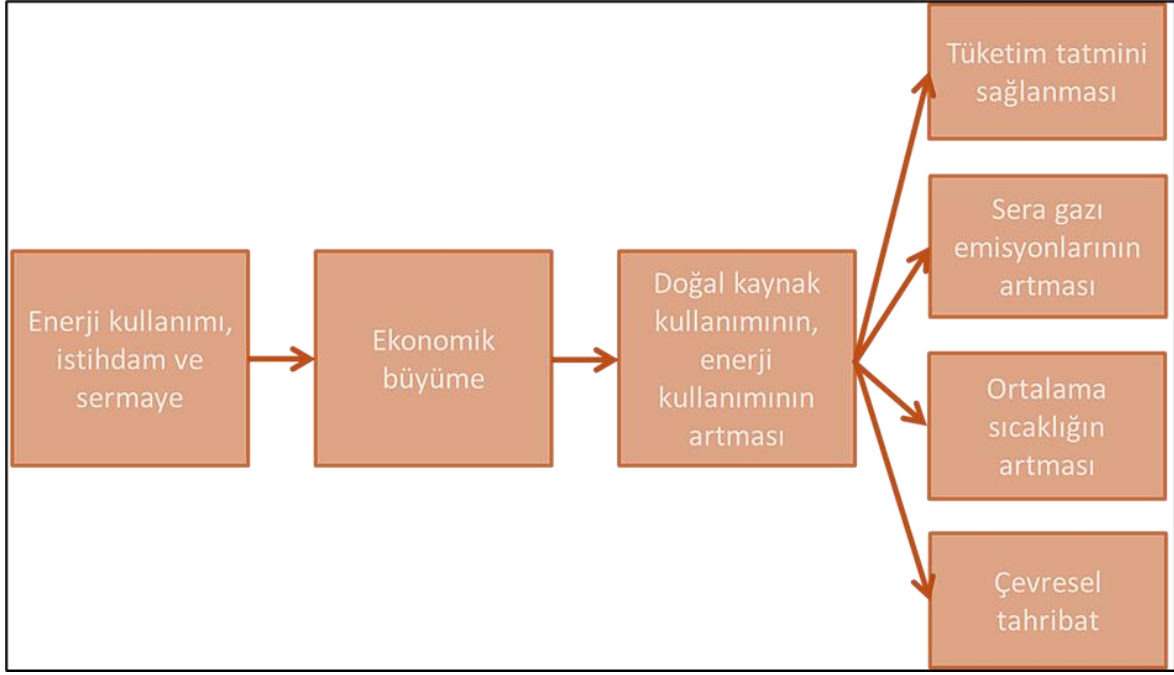 Enerji kullanımı,
istihdam ve
sermaye
Ekonomik
büyüme
Doğal kaynak
kullanımının,
enerji
kullanımının
artması
Tüketim tatmini
sağlanması
Sera gazı
emisyonlarının
artması
Ortalama
sıcaklığın
artması
Çevresel
tahribat